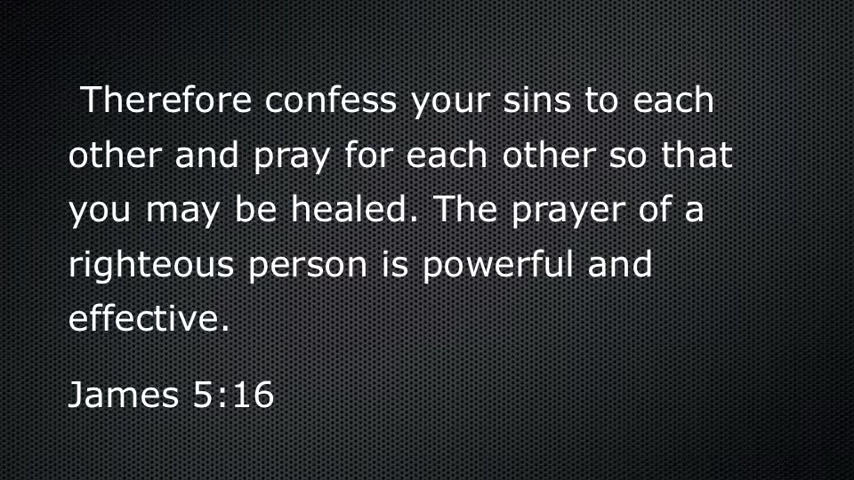 Therefore confess your sins to each
other and pray for each other so that
you may be healed. The prayer of a
righteous person is powerful and
effective.
James 5:16